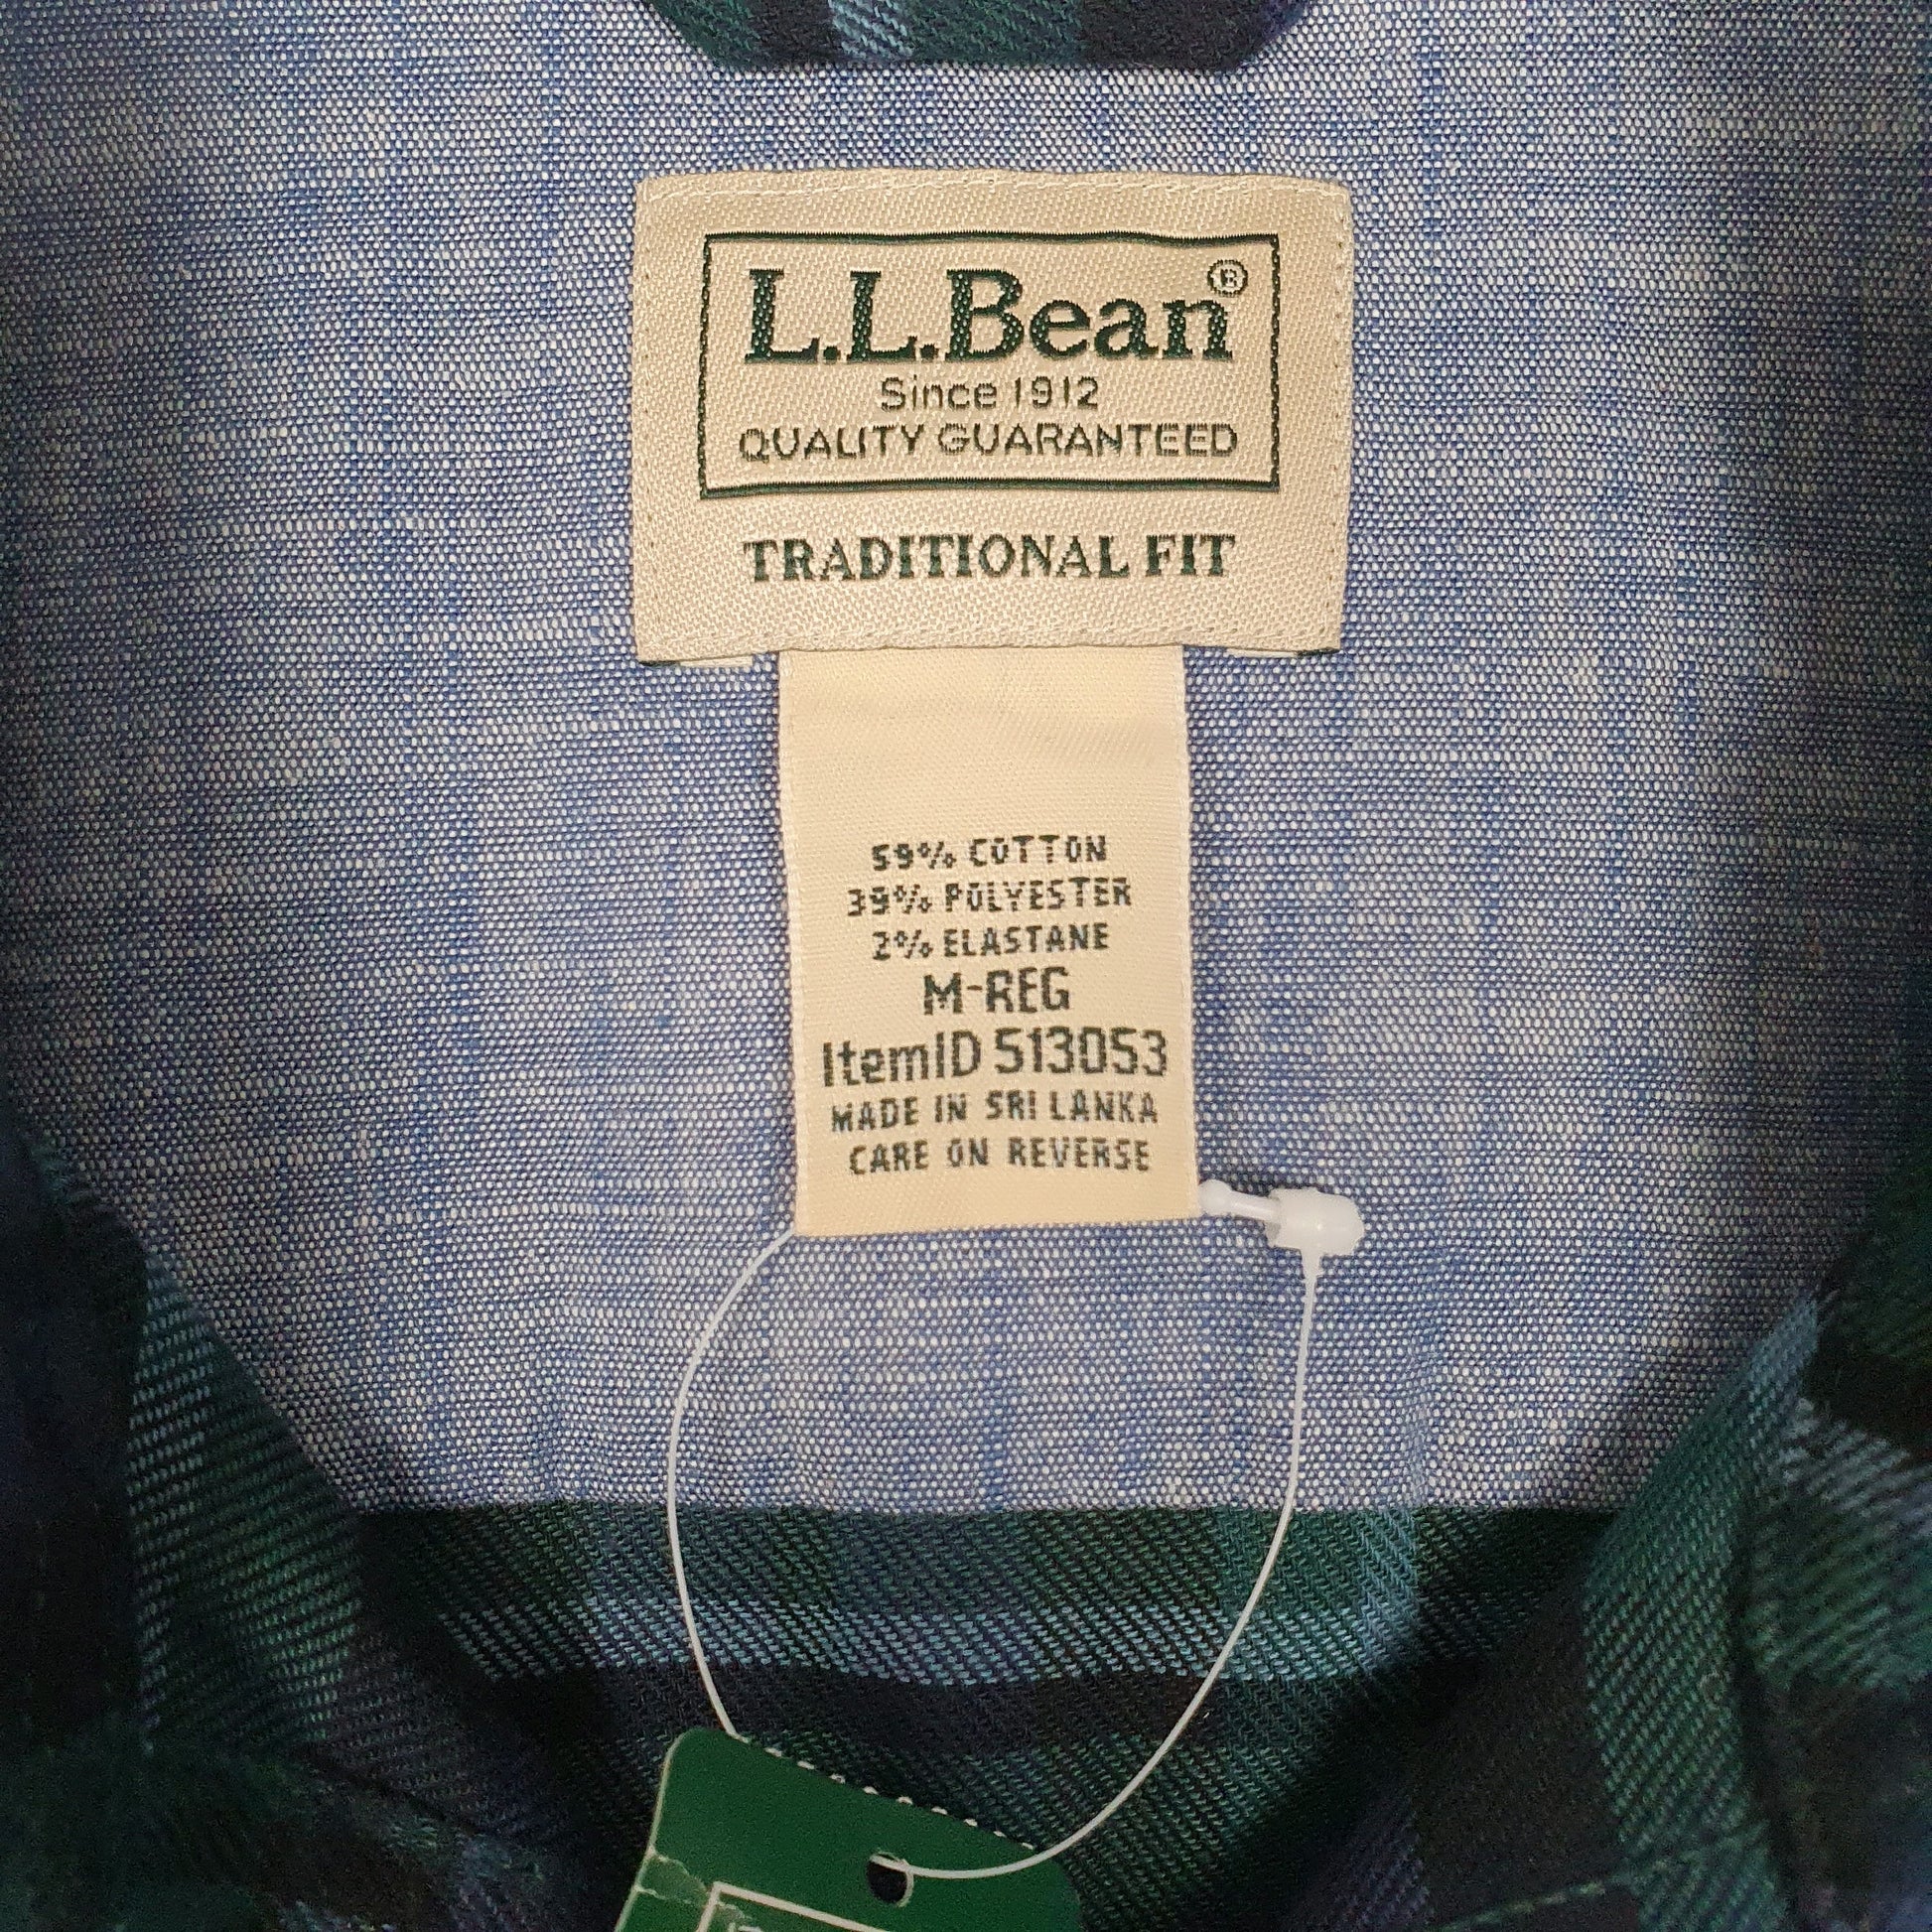 L.L.Bean®
Since 1912
QUALITY GUARANTEED
TRADITIONAL FIT
59% COTTON
39% POLYESTER
2% ELASTANE
M-REG
ItemID 513053
MADE IN SRI LANKA
CARE ON REVERSE